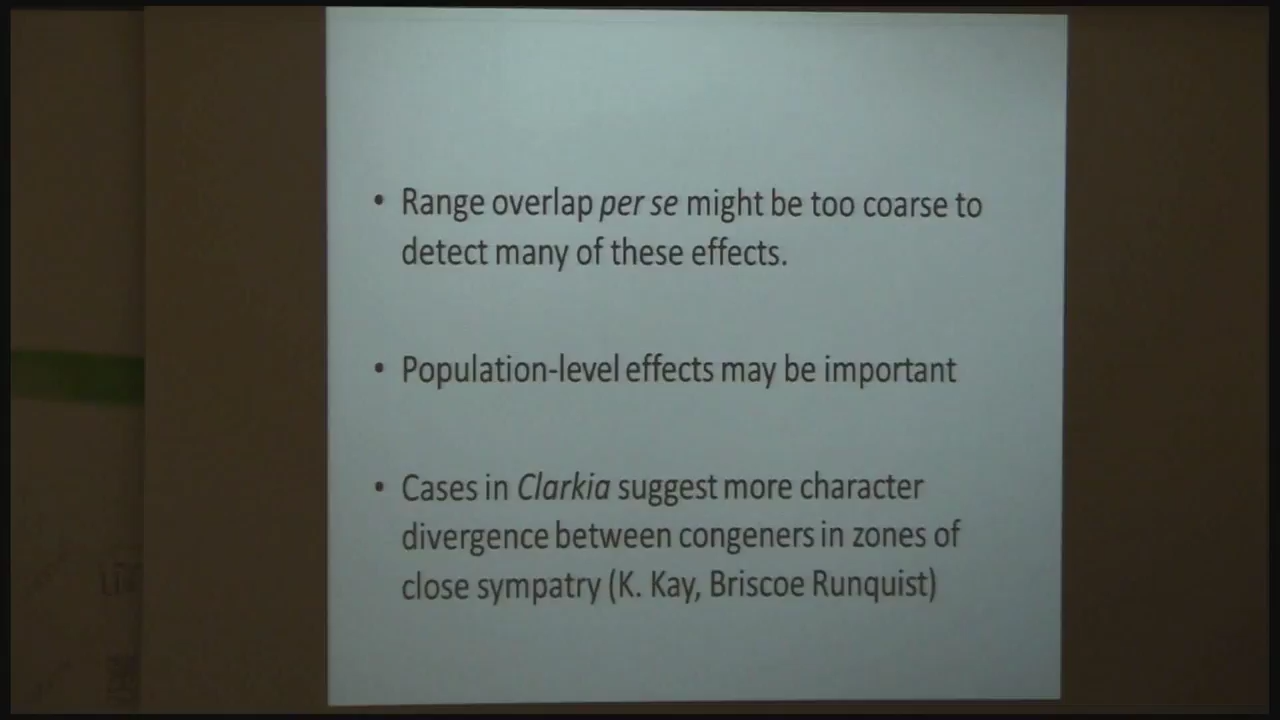 • Range overlap per se might be too coarse to
detect many of these effects.
• Population-level effects may be important
• Cases in Clarkia suggest more character
divergence between congeners in zones of
close sympatry (K. Kay, Briscoe Runquist)